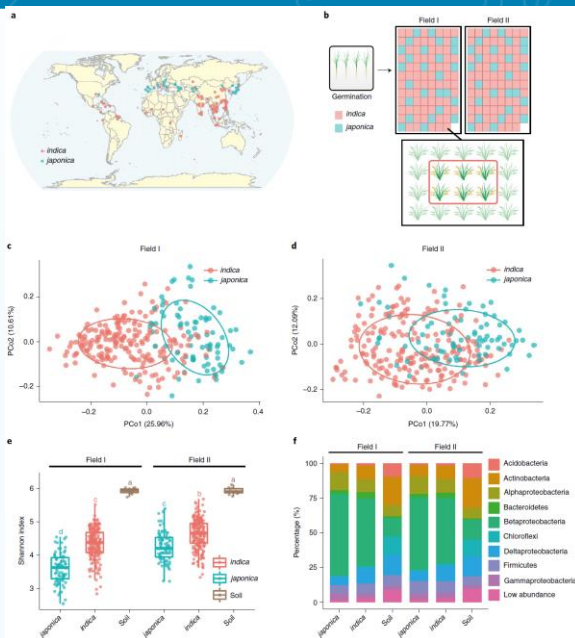 a
indica
japonica
b
Field I
Field II
Germination
indica
japonica
c
Field I
indica
japonica
0.2
0.0
−0.2
PCo2 (10.61%)
−0.2
0.0
0.2
0.4
PCo1 (25.96%)
d
Field II
indica
japonica
0.2
0.0
−0.2
PCo2 (12.09%)
−0.2
0.0
0.2
PCo1 (19.77%)
e
Field I
Field II
Shannon index
6
5
4
3
d
c
a
d
b
a
indica
japonica
Soil
japonica
indica
Soil
japonica
indica
Soil
f
Field I
Field II
Percentage (%)
100
75
50
25
0
Acidobacteria
Actinobacteria
Alphaproteobacteria
Bacteroidetes
Betaproteobacteria
Chloroflexi
Deltaproteobacteria
Firmicutes
Gammaproteobacteria
Low abundance
japonica
indica
Soil
japonica
indica
Soil